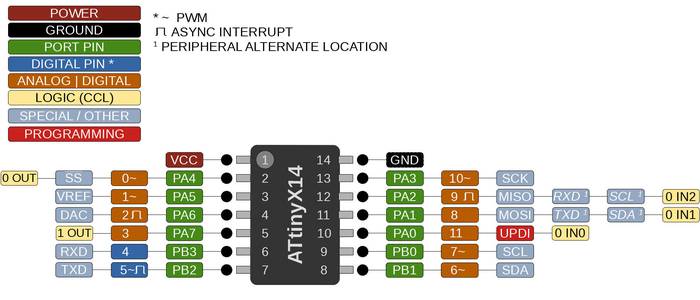 POWER
GROUND
PORT PIN
DIGITAL PIN *
ANALOG | DIGITAL
LOGIC (CCL)
SPECIAL / OTHER
PROGRAMMING
* ~ PWM
⎍ ASYNC INTERRUPT
¹ PERIPHERAL ALTERNATE LOCATION
ATtinyX14
VCC 1 14 GND
0 OUT SS 0~ PA4 2 13 PA3 10~ SCK
VREF 1~ PA5 3 12 PA2 9⎍ MISO RXD ¹ SCL ¹ 0 IN2
DAC 2⎍ PA6 4 11 PA1 8 MOSI TXD ¹ SDA ¹ 0 IN1
1 OUT 3 PA7 5 10 PA0 11 UPDI 0 IN0
RXD 4 PB3 6 9 PB0 7~ SCL
TXD 5~⎍ PB2 7 8 PB1 6~ SDA